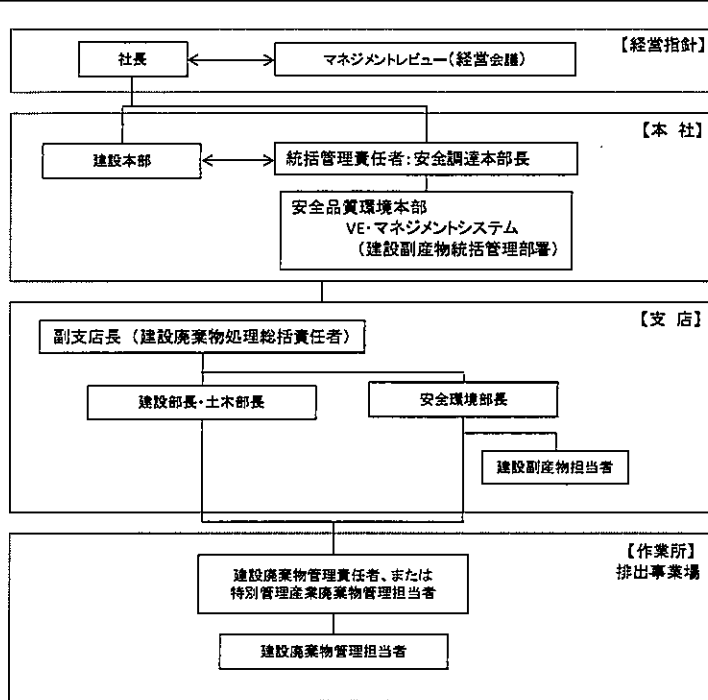 【経営指針】
社長
マネジメントレビュー(経営会議)
【本 社】
建設本部
統括管理責任者:安全調達本部長
安全品質環境本部
VE・マネジメントシステム
(建設副産物統括管理部署)
【支 店】
副支店長 (建設廃棄物処理総括責任者)
建設部長・土木部長
安全環境部長
建設副産物担当者
【作業所】
排出事業場
建設廃棄物管理責任者、または
特別管理産業廃棄物管理担当者
建設廃棄物管理担当者